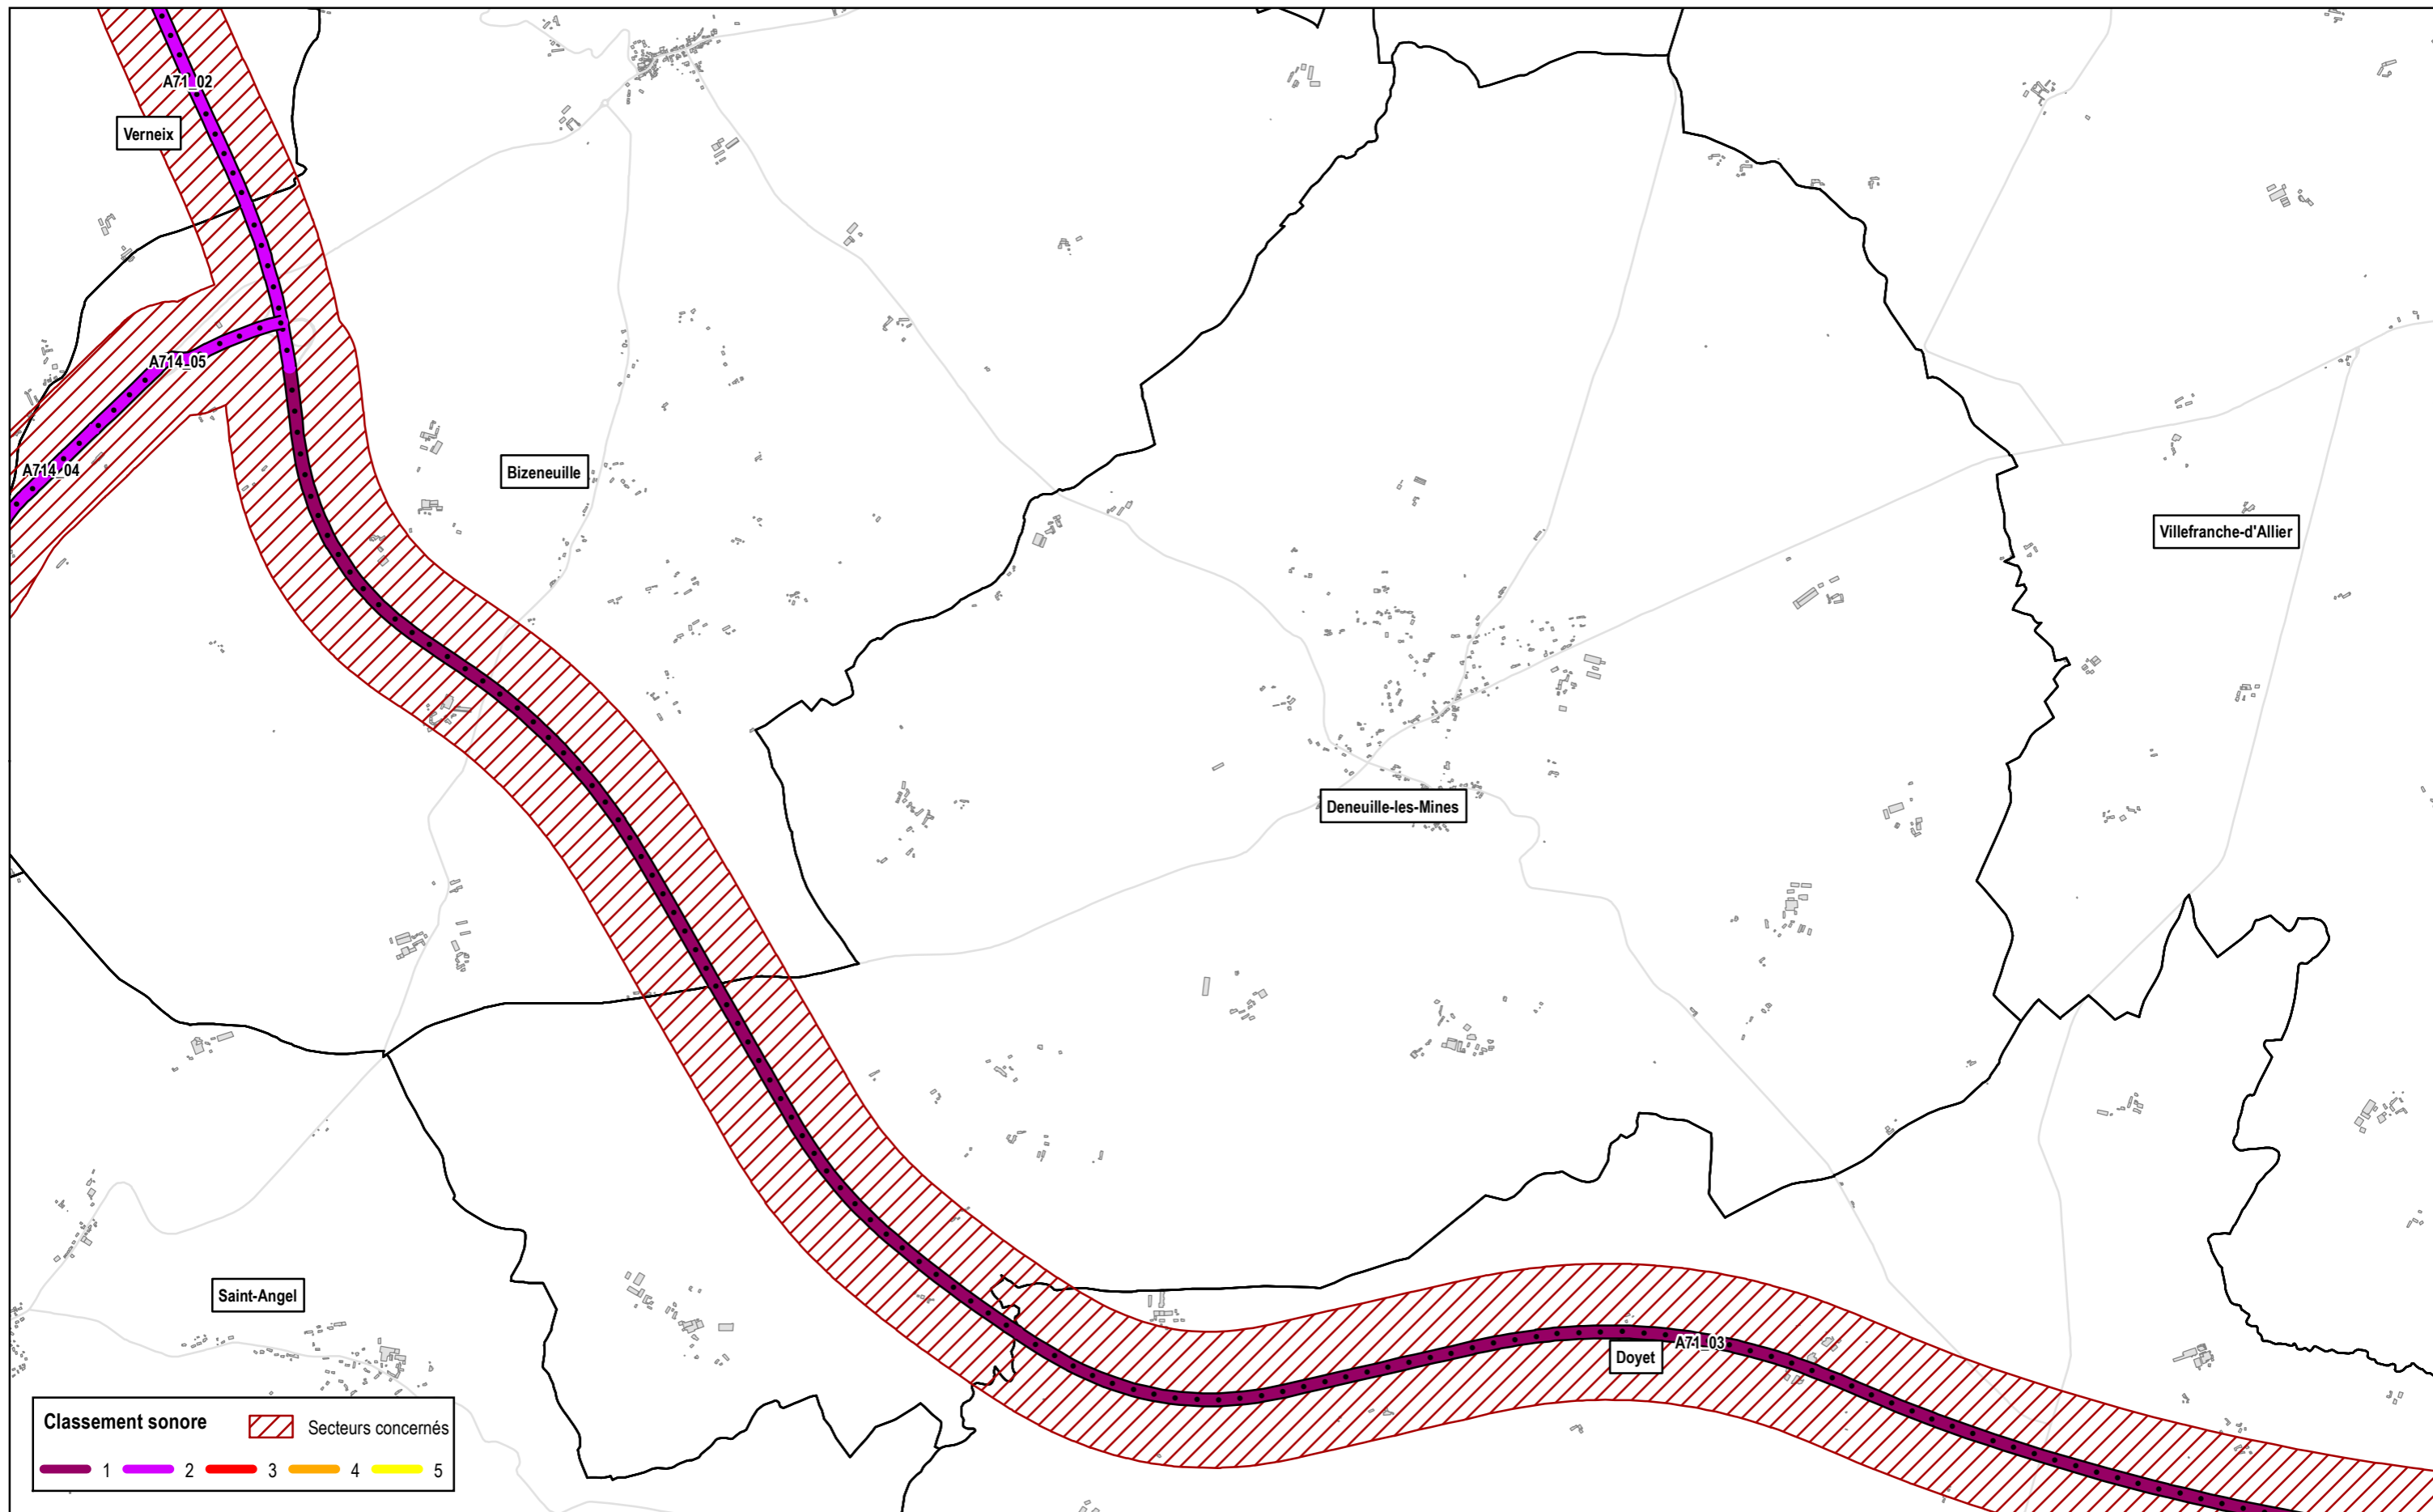 A71_02
Verneix
A714_05
A714_04
Bizeneuille
Villefranche-d'Allier
Deneuille-les-Mines
Saint-Angel
A71_03
Doyet
Classement sonore
Secteurs concernés
1 2 3 4 5